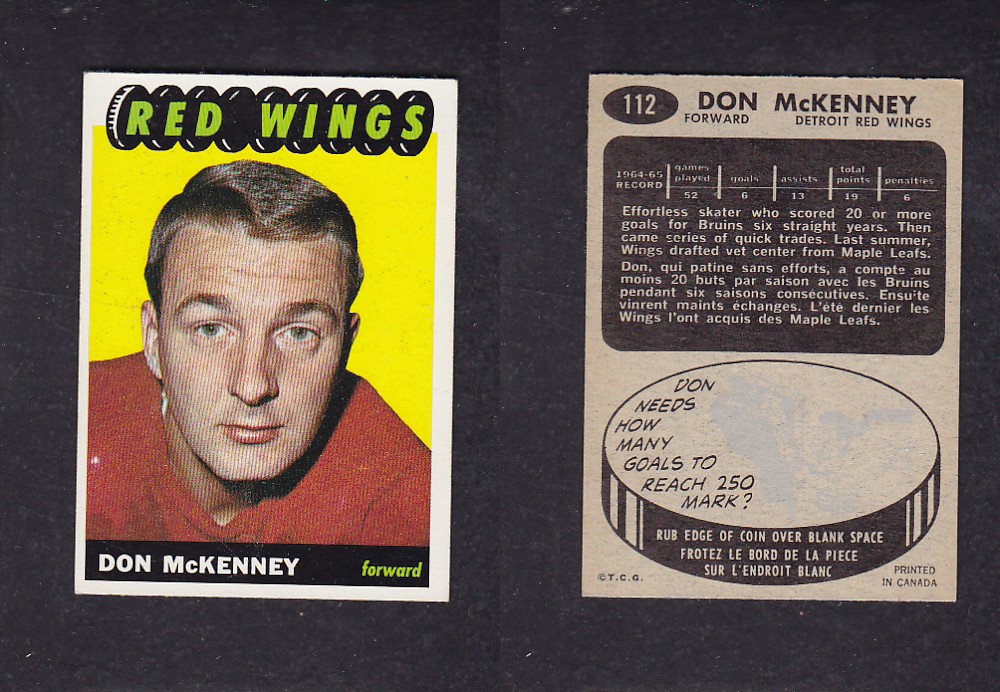 RED WINGS
DON McKENNEY
forward
112
DON McKENNEY
FORWARD DETROIT RED WINGS
1964-65 RECORD
games played goals assists total points penalties
52 6 13 19 6
Effortless skater who scored 20 or more
goals for Bruins six straight years. Then
came series of quick trades. Last summer,
Wings drafted vet center from Maple Leafs.
Don, qui patine sans efforts, a compte au
moins 20 buts par saison avec les Bruins
pendant six saisons consécutives. Ensuite
vinrent maints échanges. L'été dernier les
Wings l'ont acquis des Maple Leafs.
DON
NEEDS
HOW
MANY
GOALS TO
REACH 250
MARK?
RUB EDGE OF COIN OVER BLANK SPACE
FROTEZ LE BORD DE LA PIECE
SUR L'ENDROIT BLANC
©T.C.G.
PRINTED
IN CANADA